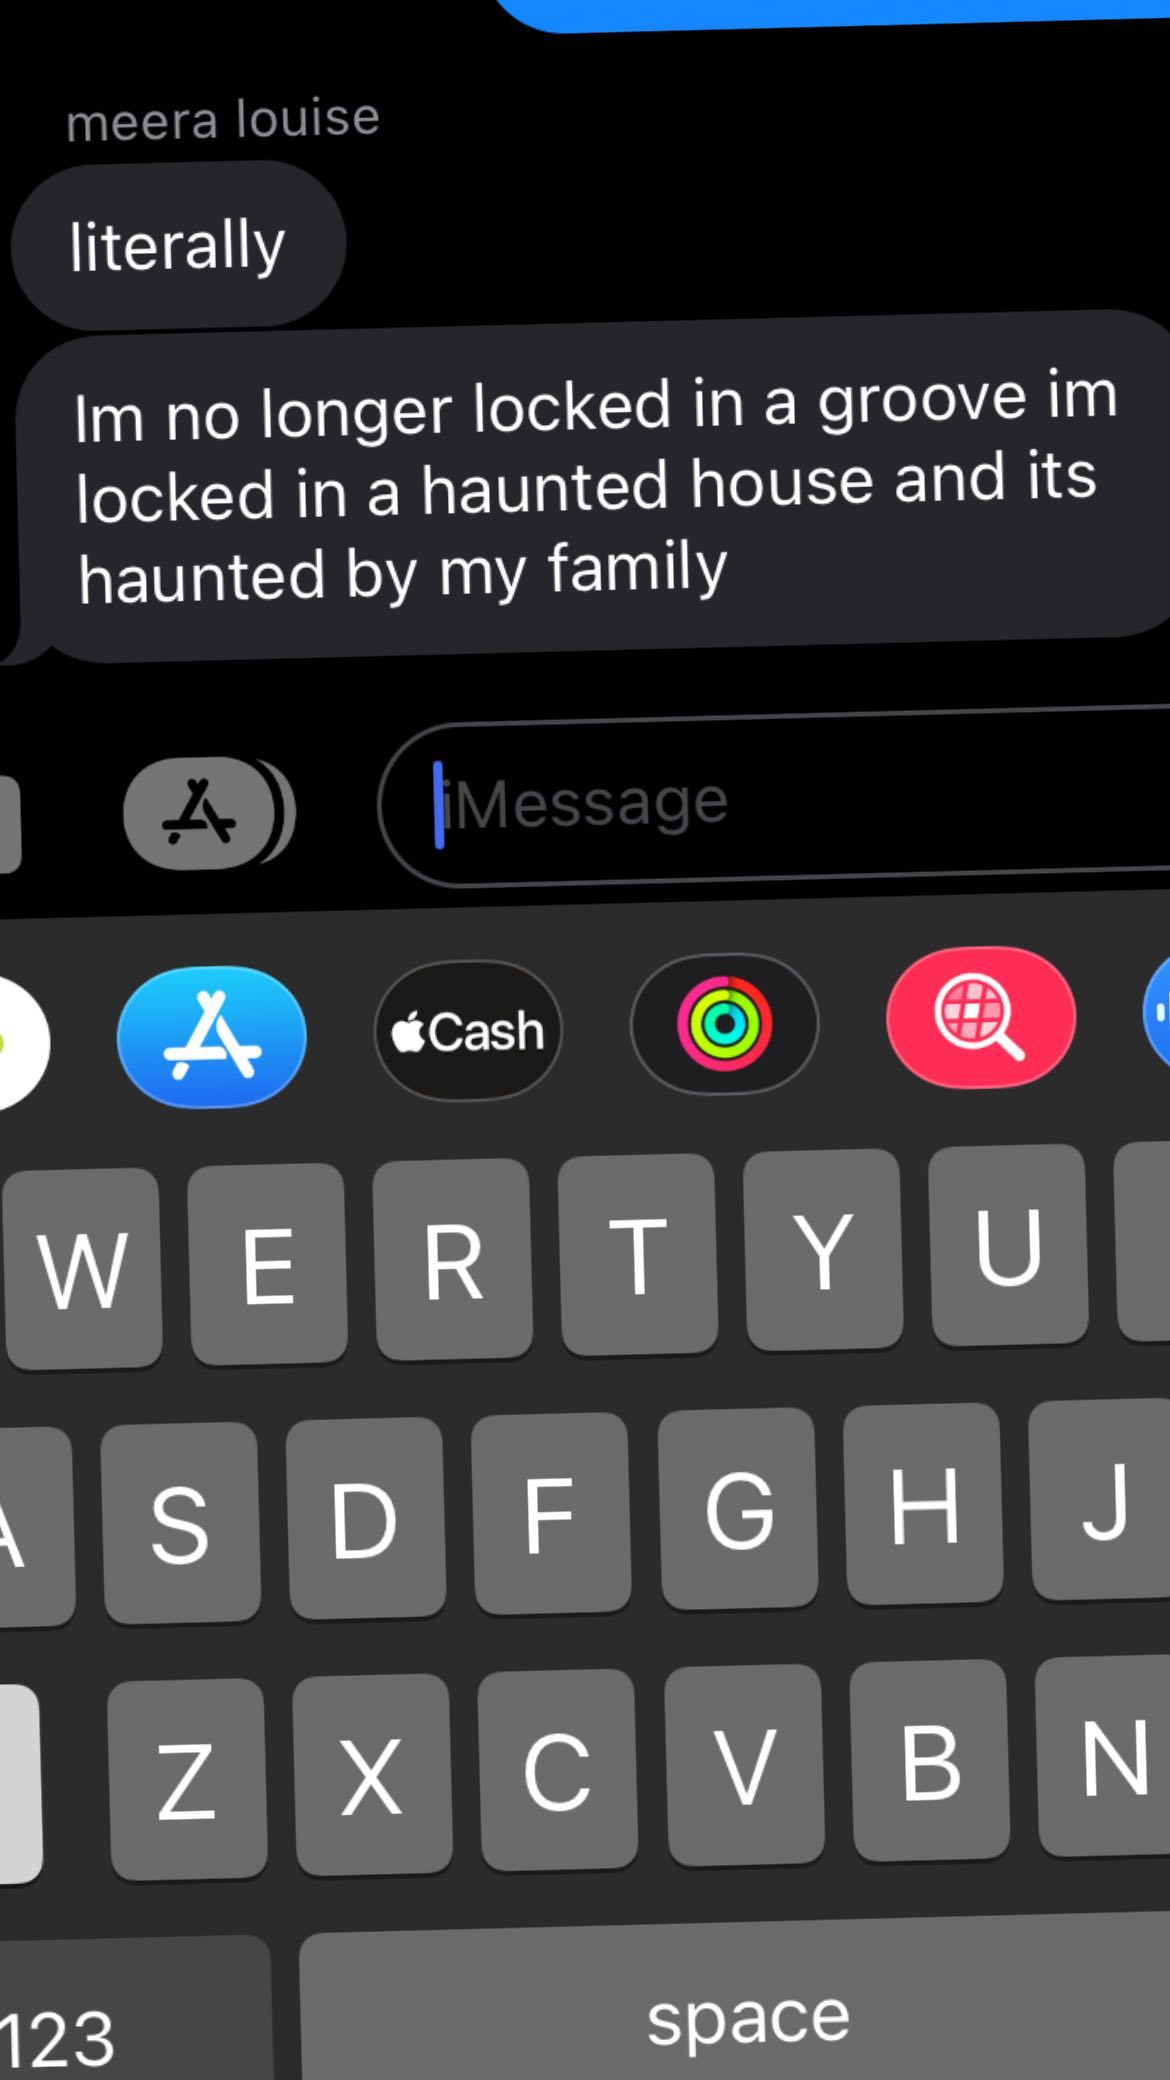 meera louise
literally
Im no longer locked in a groove im
locked in a haunted house and its
haunted by my family
iMessage
Cash
W E R T Y U
A S D F G H J
Z X C V B N
123 space